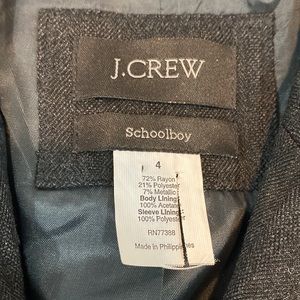 J.CREW
Schoolboy
4
72% Rayon
21% Polyester
7% Metallic
Body Lining:
100% Acetate
Sleeve Lining:
100% Polyester
RN77388
Made in Philippines